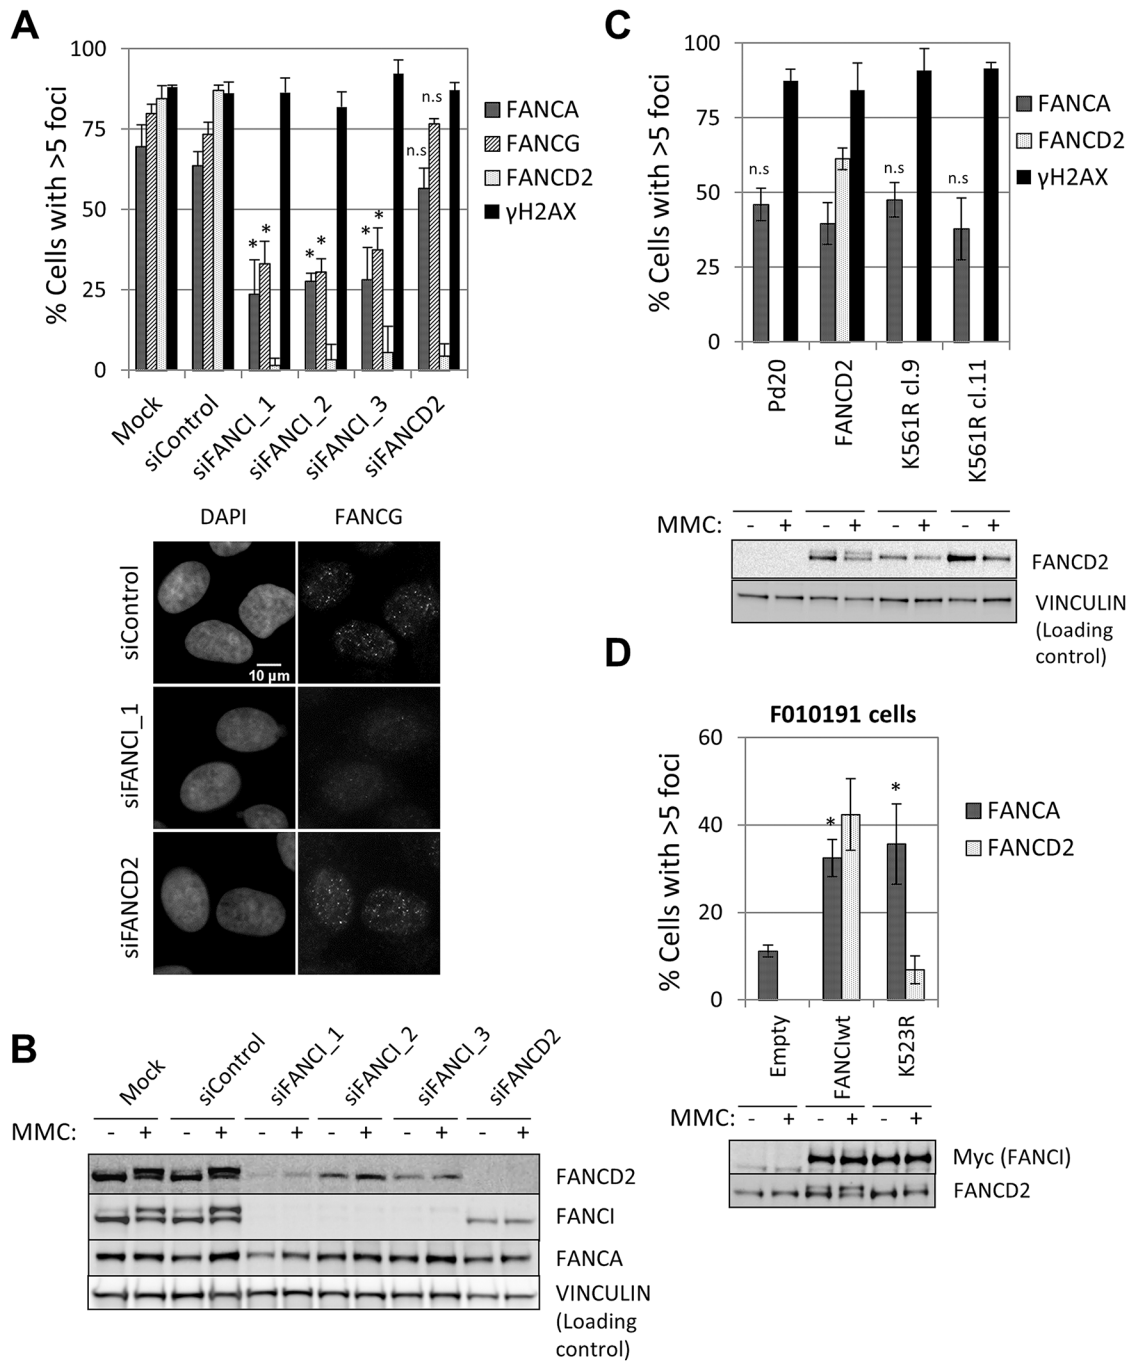 A
100
75
50
25
0
% Cells with >5 foci
* * * * * *
n.s
n.s
FANCA
FANCG
FANCD2
γH2AX
Mock
siControl
siFANCI_1
siFANCI_2
siFANCI_3
siFANCD2
DAPI FANCG
siControl
10 µm
siFANCI_1
siFANCD2
B
Mock
siControl
siFANCI_1
siFANCI_2
siFANCI_3
siFANCD2
MMC: - + - + - + - + - + - +
FANCD2
FANCI
FANCA
VINCULIN
(Loading
control)
C
100
75
50
25
0
% Cells with >5 foci
n.s
n.s
n.s
FANCA
FANCD2
γH2AX
Pd20
FANCD2
K561R cl.9
K561R cl.11
MMC: - + - + - + - +
FANCD2
VINCULIN
(Loading
control)
D
F010191 cells
60
40
20
0
% Cells with >5 foci
* *
FANCA
FANCD2
Empty
FANCIwt
K523R
MMC: - + - + - +
Myc (FANCI)
FANCD2